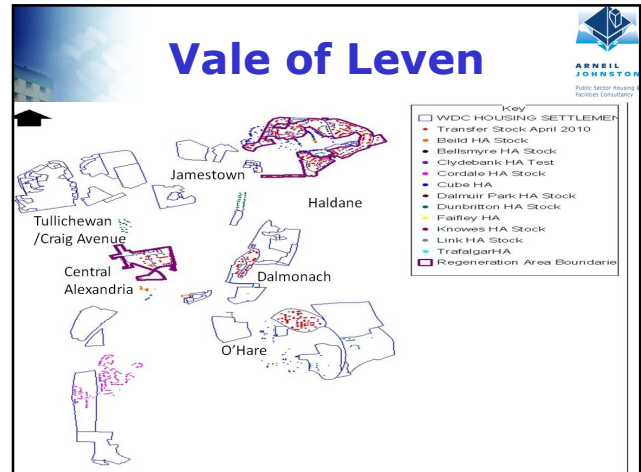 Vale of Leven
ARNEIL
JOHNSTON
Public Sector Housing &
Facilities Consultancy
Key
WDC HOUSING SETTLEMEN
Transfer Stock April 2010
Beild HA Stock
Bellsmyre HA Stock
Clydebank HA Test
Cordale HA Stock
Cube HA
Dalmuir Park HA Stock
Dunbritton HA Stock
Faifley HA
Knowes HA Stock
Link HA Stock
TrafalgarHA
Regeneration Area Boundarie
Jamestown
Haldane
Tullichewan
/Craig Avenue
Central
Alexandria
Dalmonach
O'Hare